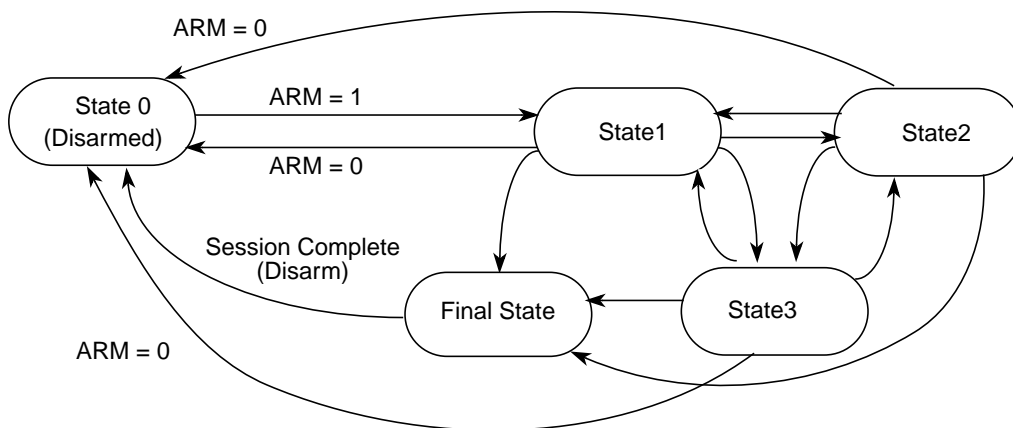 ARM = 0
State 0
(Disarmed)
ARM = 1
State1
State2
ARM = 0
Session Complete
(Disarm)
Final State
State3
ARM = 0